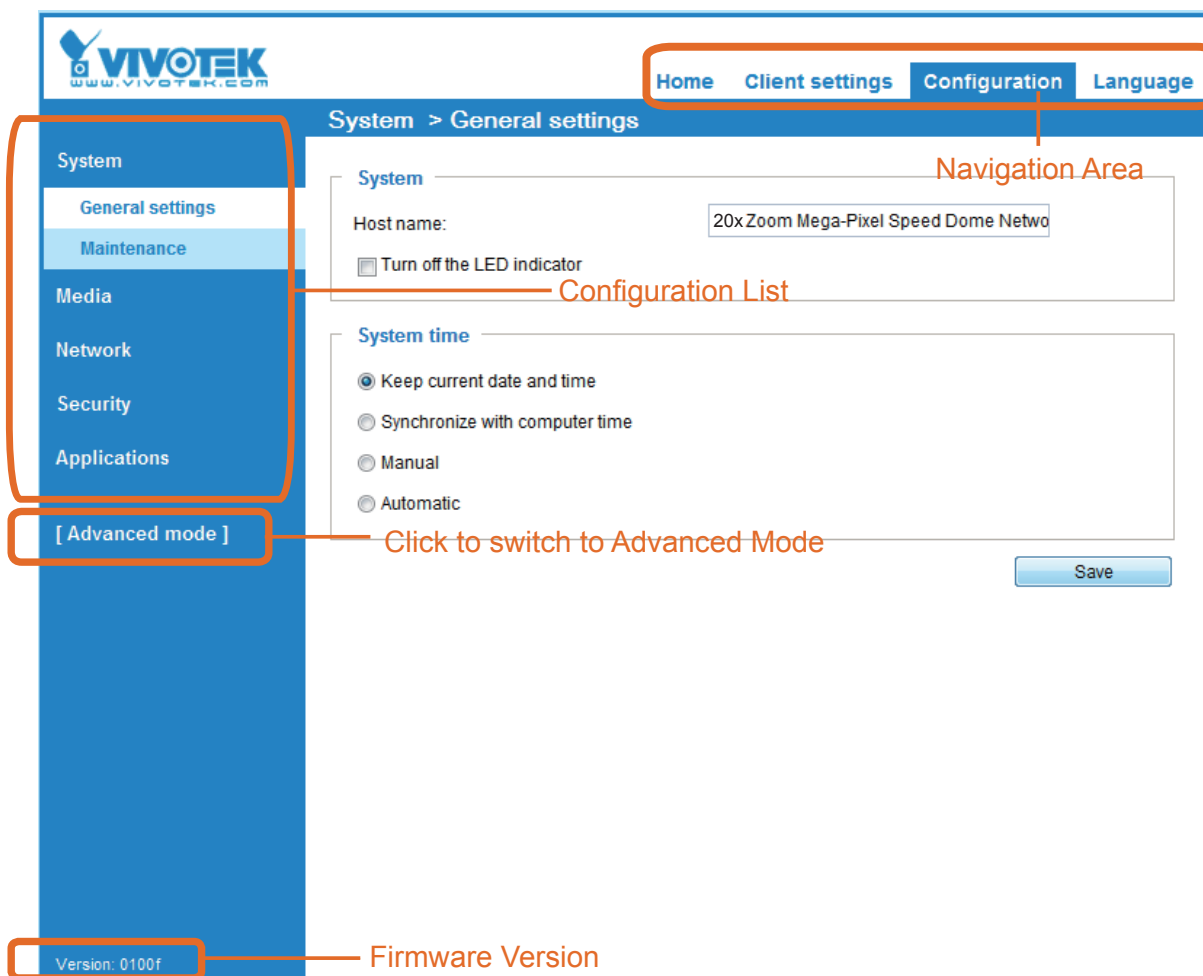 VIVOTEK
www.vivotek.com
Home Client settings Configuration Language
System > General settings
Navigation Area
System
General settings
Maintenance
Media
Network
Security
Applications
[ Advanced mode ]
Configuration List
System
Host name: 20x Zoom Mega-Pixel Speed Dome Netwo
Turn off the LED indicator
System time
Keep current date and time
Synchronize with computer time
Manual
Automatic
Click to switch to Advanced Mode
Save
Version: 0100f
Firmware Version